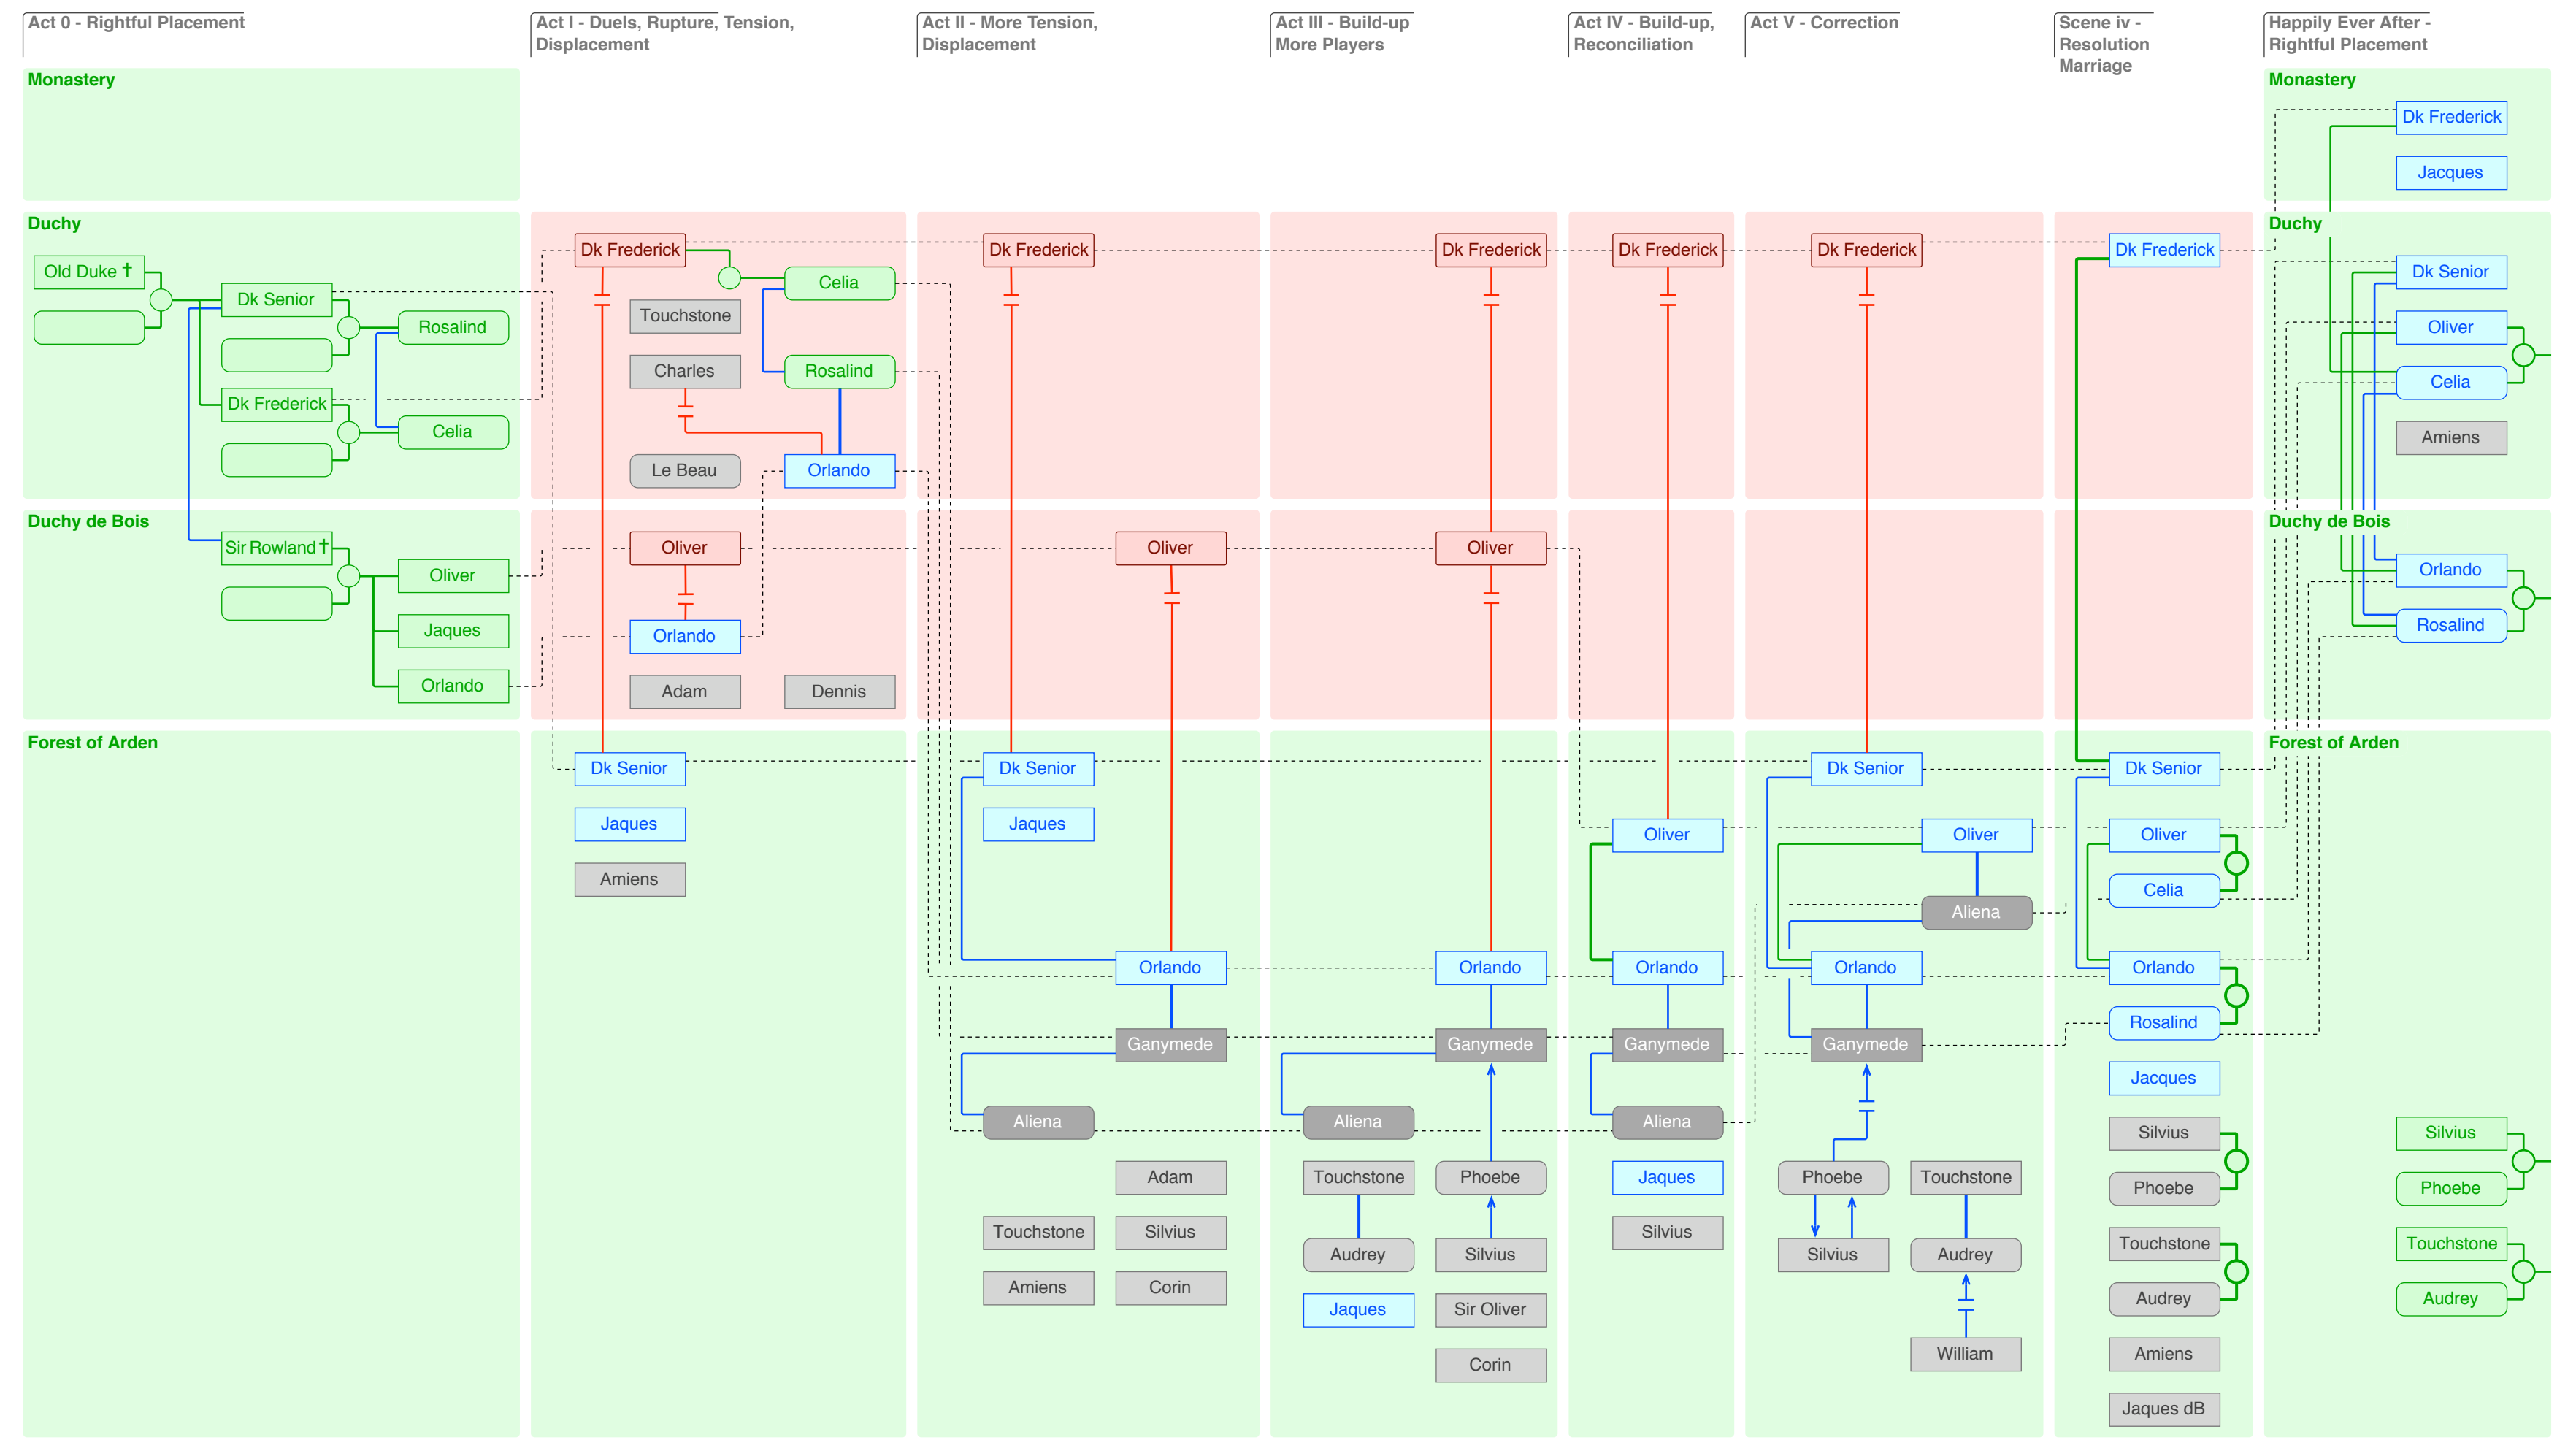 Act 0 - Rightful Placement
Monastery
Duchy
Old Duke ✝
Dk Senior
Rosalind
Dk Frederick
Celia
Duchy de Bois
Sir Rowland ✝
Oliver
Jaques
Orlando
Forest of Arden
Act I - Duels, Rupture, Tension,
Displacement
Dk Frederick
Celia
Touchstone
Charles
Rosalind
Le Beau
Orlando
Oliver
Orlando
Adam
Dennis
Dk Senior
Jaques
Amiens
Act II - More Tension,
Displacement
Dk Frederick
Oliver
Dk Senior
Jaques
Orlando
Ganymede
Aliena
Adam
Touchstone
Silvius
Amiens
Corin
Act III - Build-up
More Players
Dk Frederick
Oliver
Orlando
Ganymede
Aliena
Touchstone
Phoebe
Audrey
Silvius
Jaques
Sir Oliver
Corin
Act IV - Build-up,
Reconciliation
Dk Frederick
Oliver
Orlando
Ganymede
Aliena
Jaques
Silvius
Act V - Correction
Dk Frederick
Dk Senior
Oliver
Aliena
Orlando
Ganymede
Phoebe
Touchstone
Silvius
Audrey
William
Scene iv -
Resolution
Marriage
Dk Frederick
Dk Senior
Oliver
Celia
Orlando
Rosalind
Jacques
Silvius
Phoebe
Touchstone
Audrey
Amiens
Jaques dB
Happily Ever After -
Rightful Placement
Monastery
Dk Frederick
Jacques
Duchy
Dk Senior
Oliver
Celia
Amiens
Duchy de Bois
Orlando
Rosalind
Forest of Arden
Silvius
Phoebe
Touchstone
Audrey